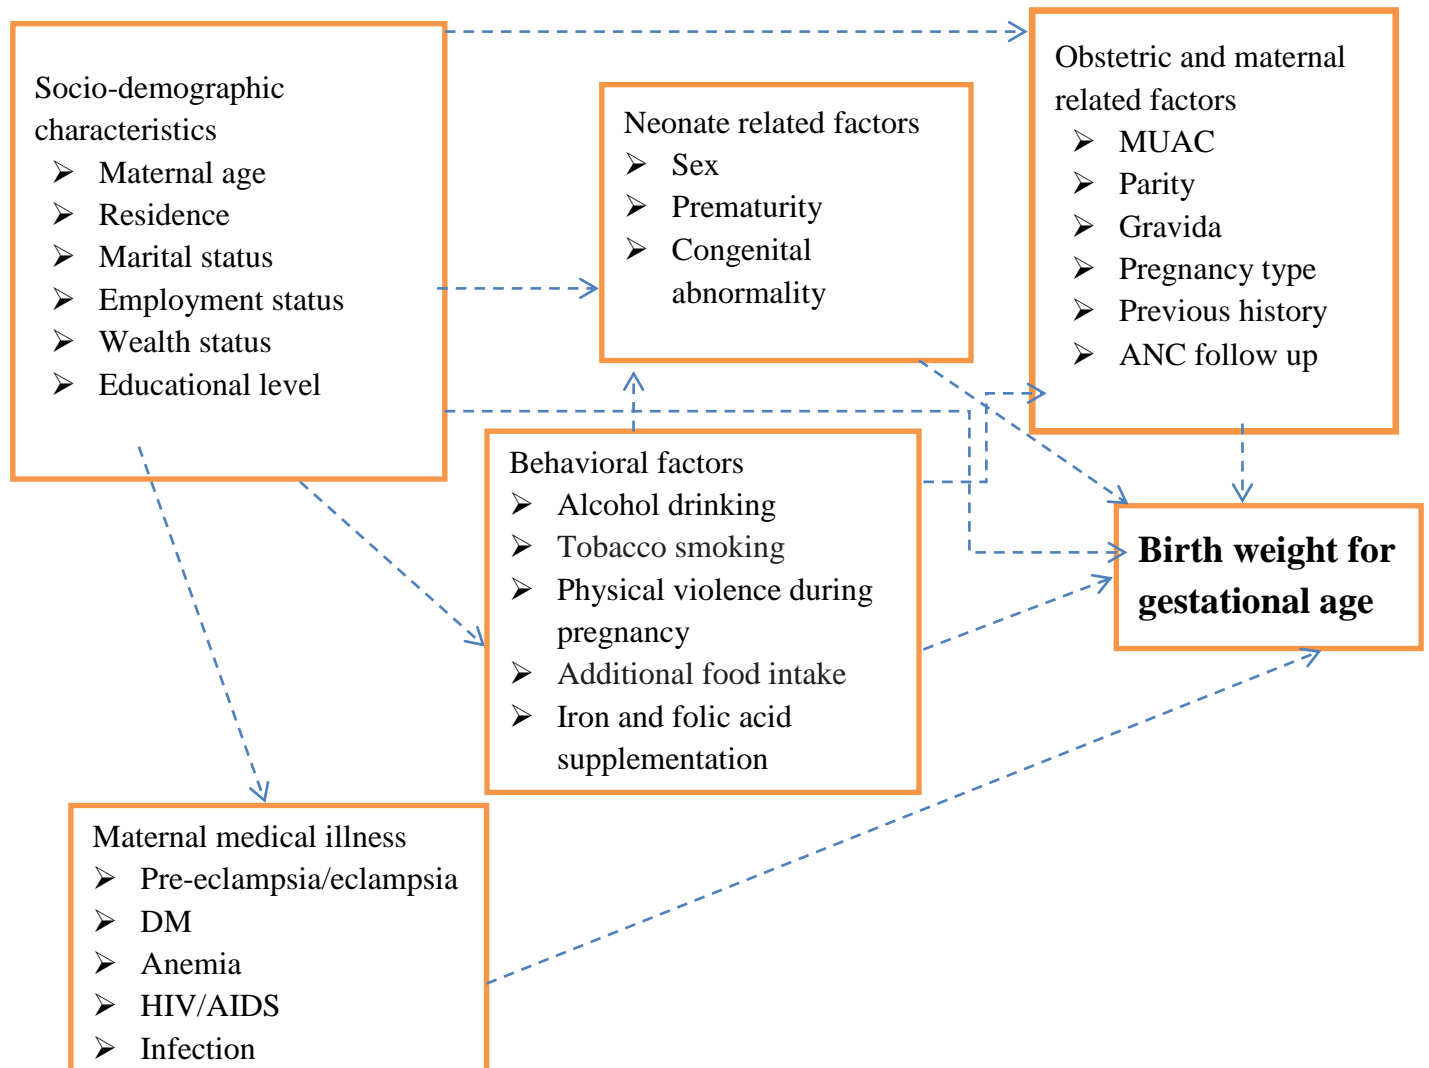 Socio-demographic
characteristics
➢ Maternal age
➢ Residence
➢ Marital status
➢ Employment status
➢ Wealth status
➢ Educational level
Neonate related factors
➢ Sex
➢ Prematurity
➢ Congenital
abnormality
Obstetric and maternal
related factors
➢ MUAC
➢ Parity
➢ Gravida
➢ Pregnancy type
➢ Previous history
➢ ANC follow up
Behavioral factors
➢ Alcohol drinking
➢ Tobacco smoking
➢ Physical violence during
pregnancy
➢ Additional food intake
➢ Iron and folic acid
supplementation
Birth weight for
gestational age
Maternal medical illness
➢ Pre-eclampsia/eclampsia
➢ DM
➢ Anemia
➢ HIV/AIDS
➢ Infection